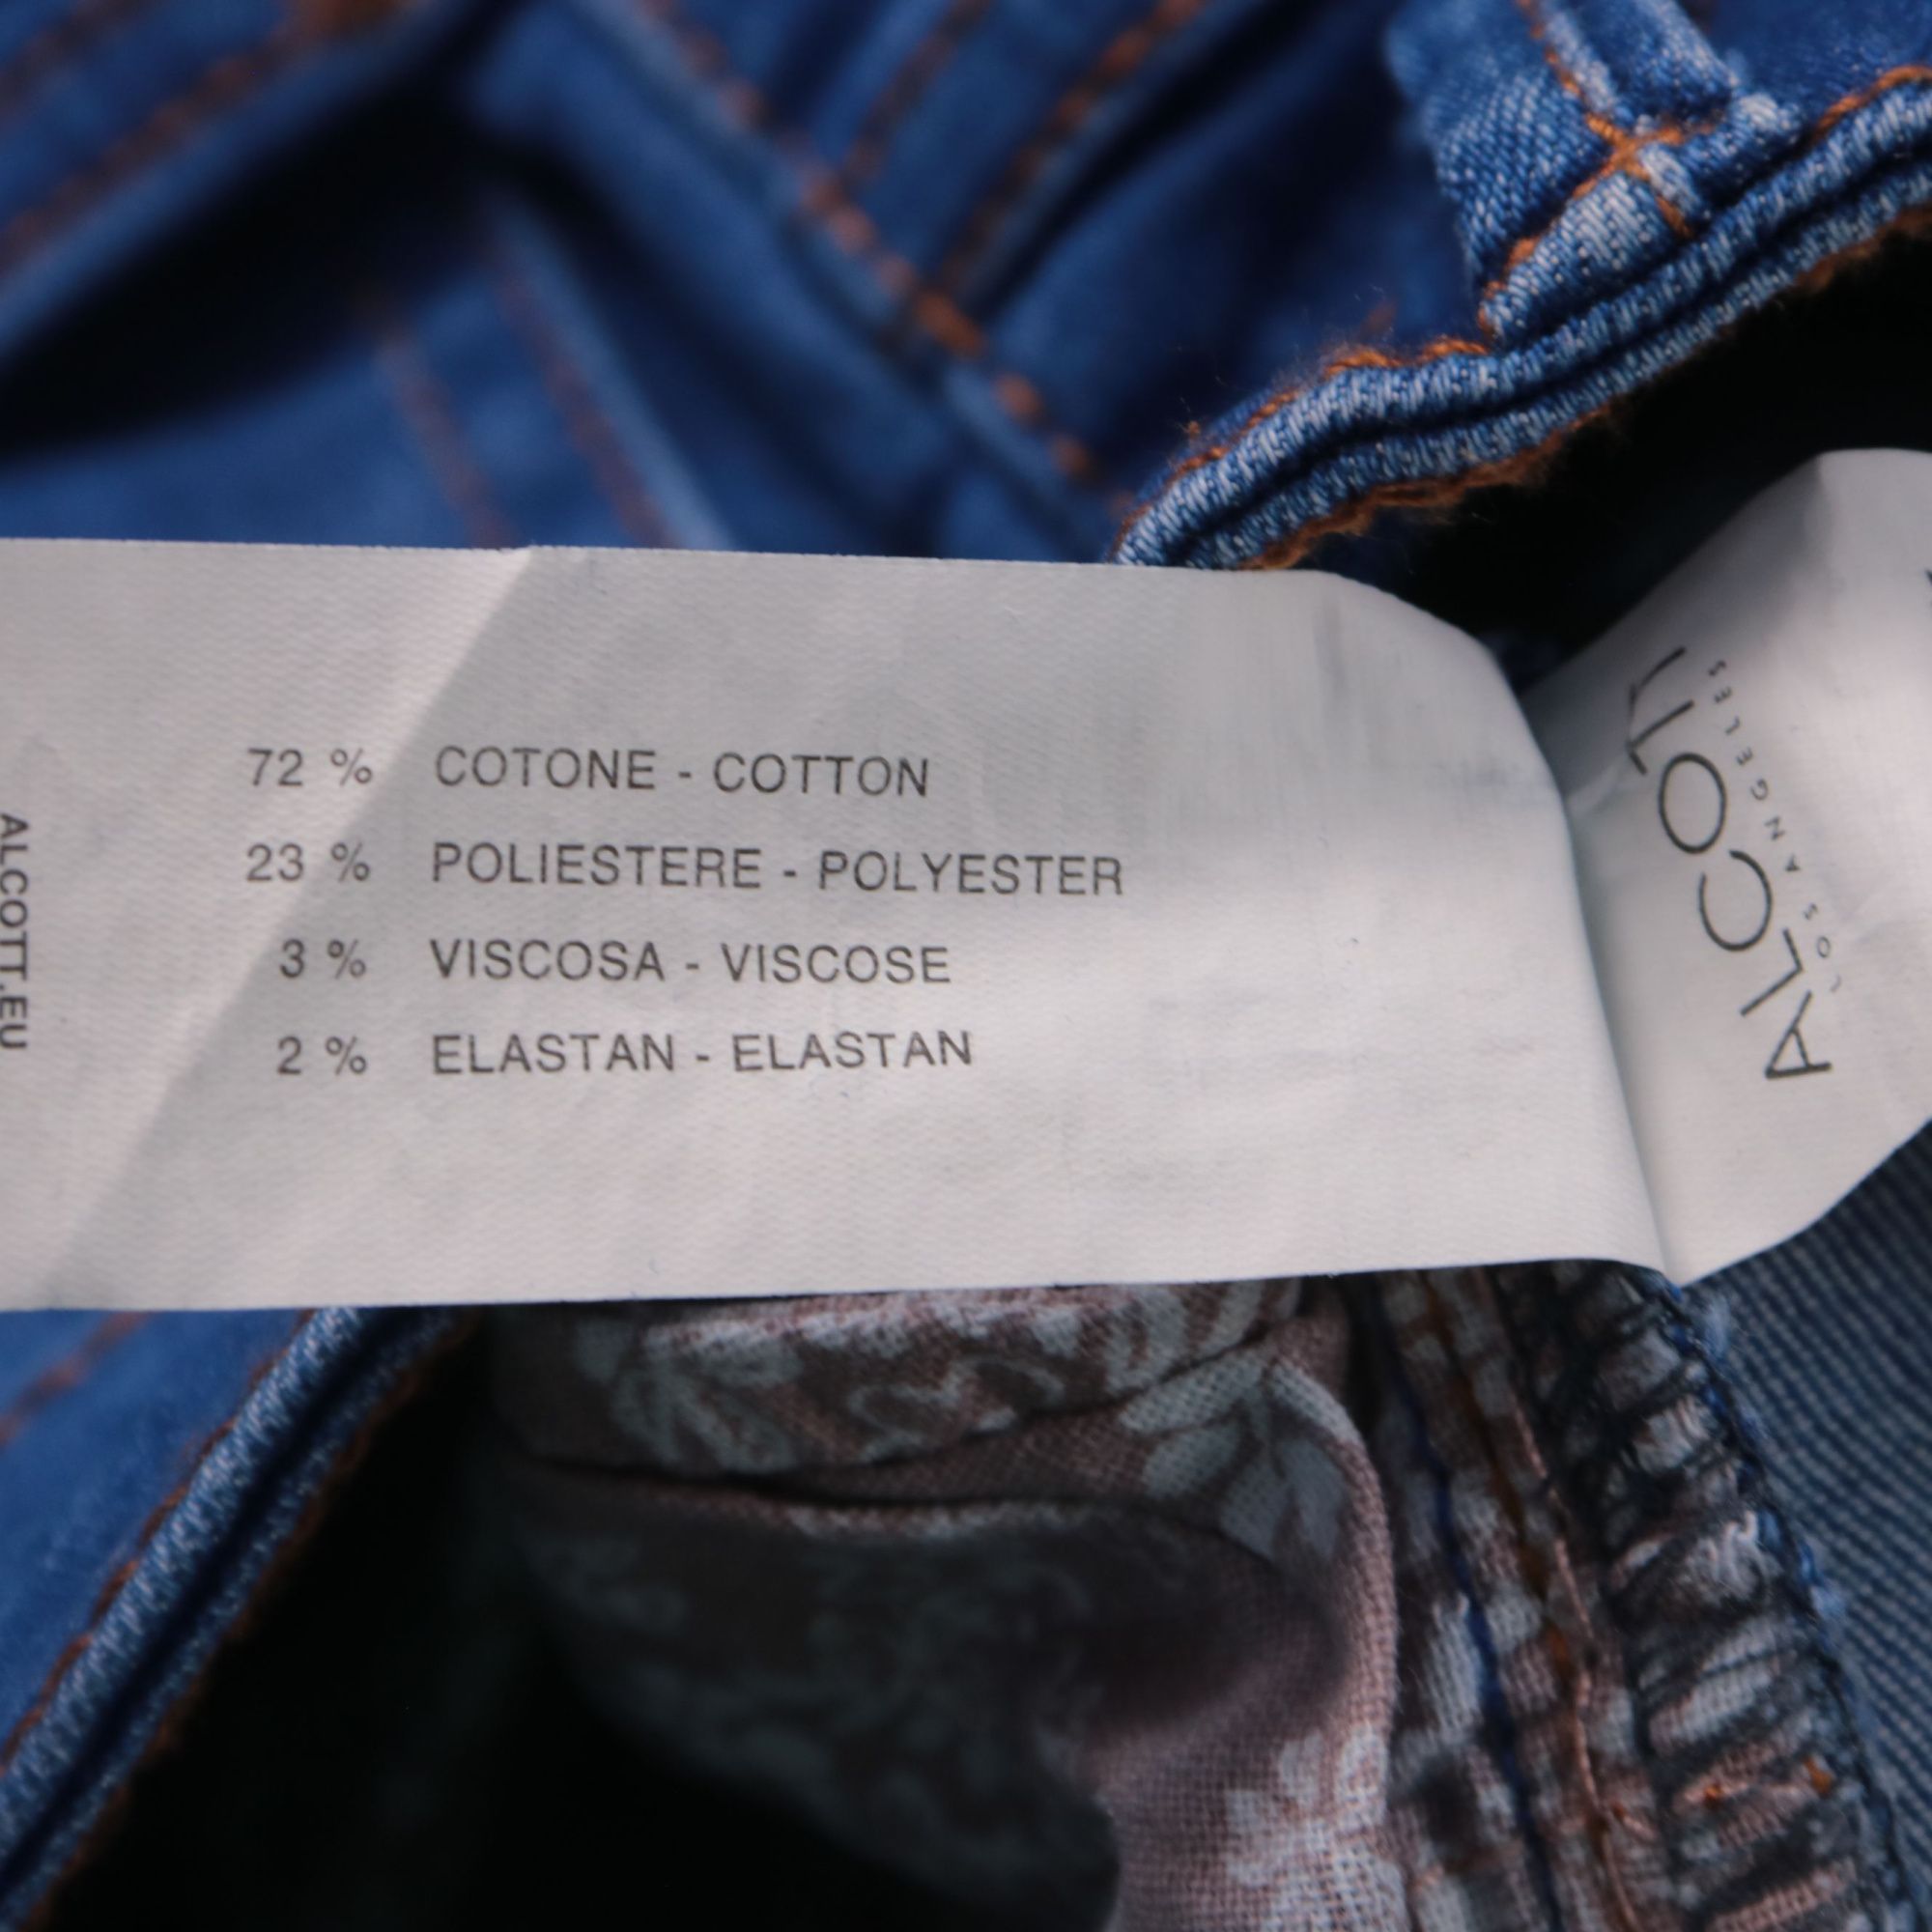 72 % COTONE - COTTON
23 % POLIESTERE - POLYESTER
3 % VISCOSA - VISCOSE
2 % ELASTAN - ELASTAN
ALCOTT.EU
ALCOTT
LOS ANGELES